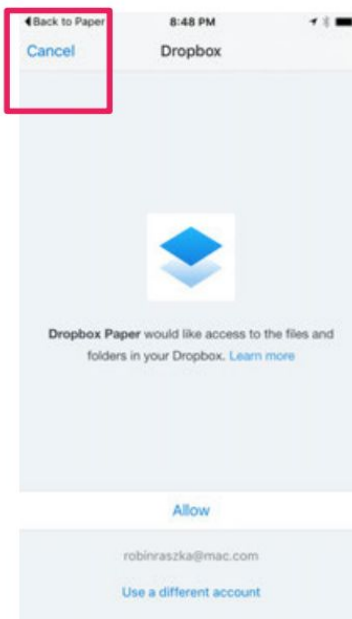 Back to Paper 8:48 PM
Cancel Dropbox
Dropbox Paper would like access to the files and
folders in your Dropbox. Learn more
Allow
robinraszka@mac.com
Use a different account